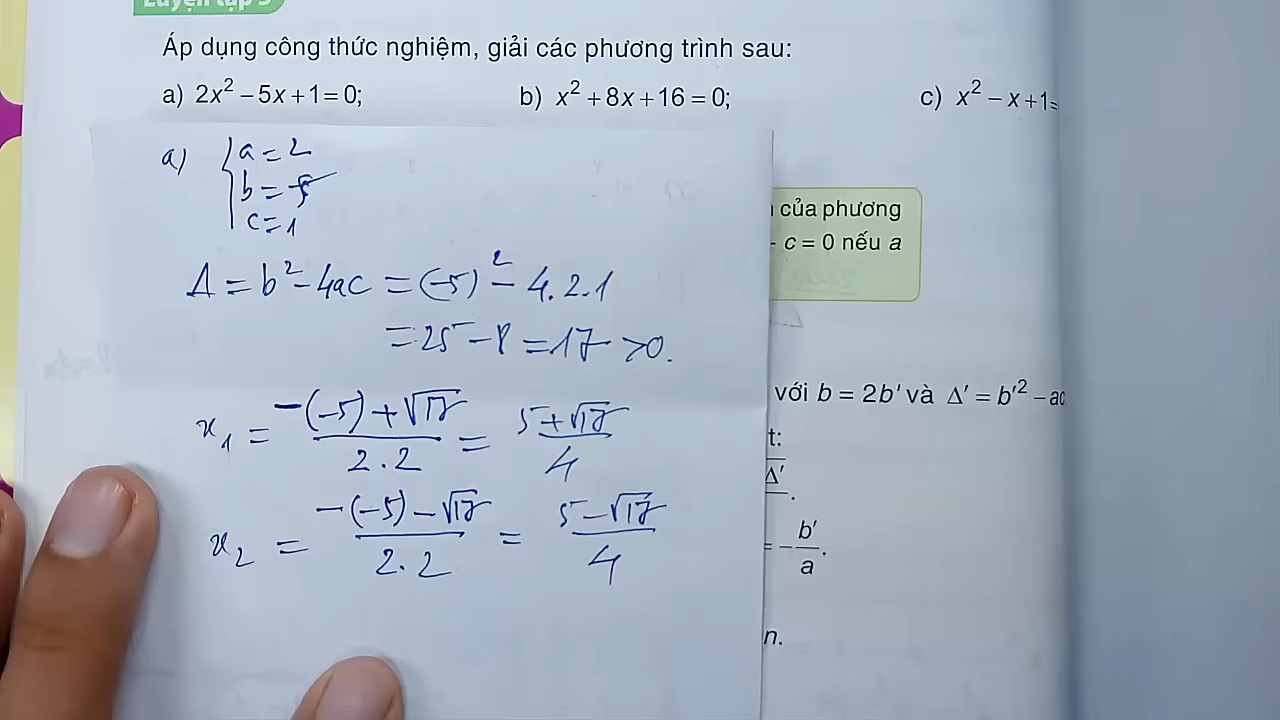 Luyện tập 3
Áp dụng công thức nghiệm, giải các phương trình sau:
a) 2x² − 5x + 1 = 0; b) x² + 8x + 16 = 0; c) x² − x + 1 =
a) { a = 2
b = -5
c = 1
của phương
c = 0 nếu a
Δ = b² − 4ac = (−5)² − 4.2.1
= 25 − 8 = 17 > 0.
với b = 2b' và Δ' = b'² − ac
x₁ = −(−5) + √17 / 2.2 = 5 + √17 / 4
t:
Δ'.
x₂ = −(−5) − √17 / 2.2 = 5 − √17 / 4
= − b' / a.
n.